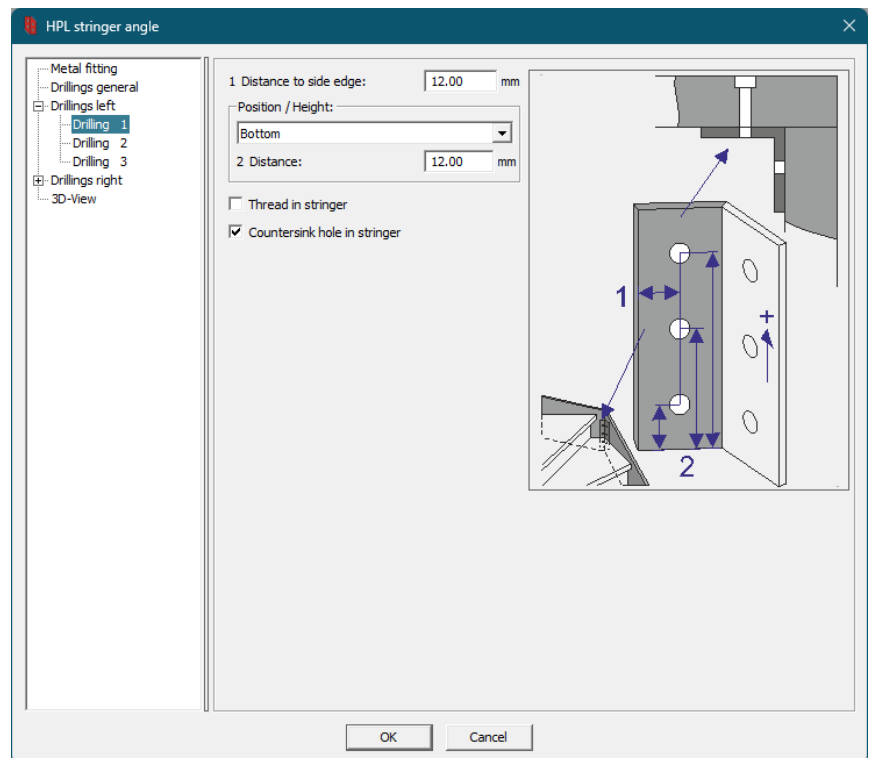 HPL stringer angle
Metal fitting
Drillings general
Drillings left
Drilling 1
Drilling 2
Drilling 3
Drillings right
3D-View
1 Distance to side edge: 12.00 mm
Position / Height:
Bottom
2 Distance: 12.00 mm
Thread in stringer
Countersink hole in stringer
1
+
2
OK Cancel